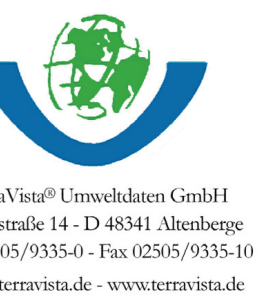 aVista® Umweltdaten GmbH
straße 14 - D 48341 Altenberge
05/9335-0 - Fax 02505/9335-10
terravista.de - www.terravista.de